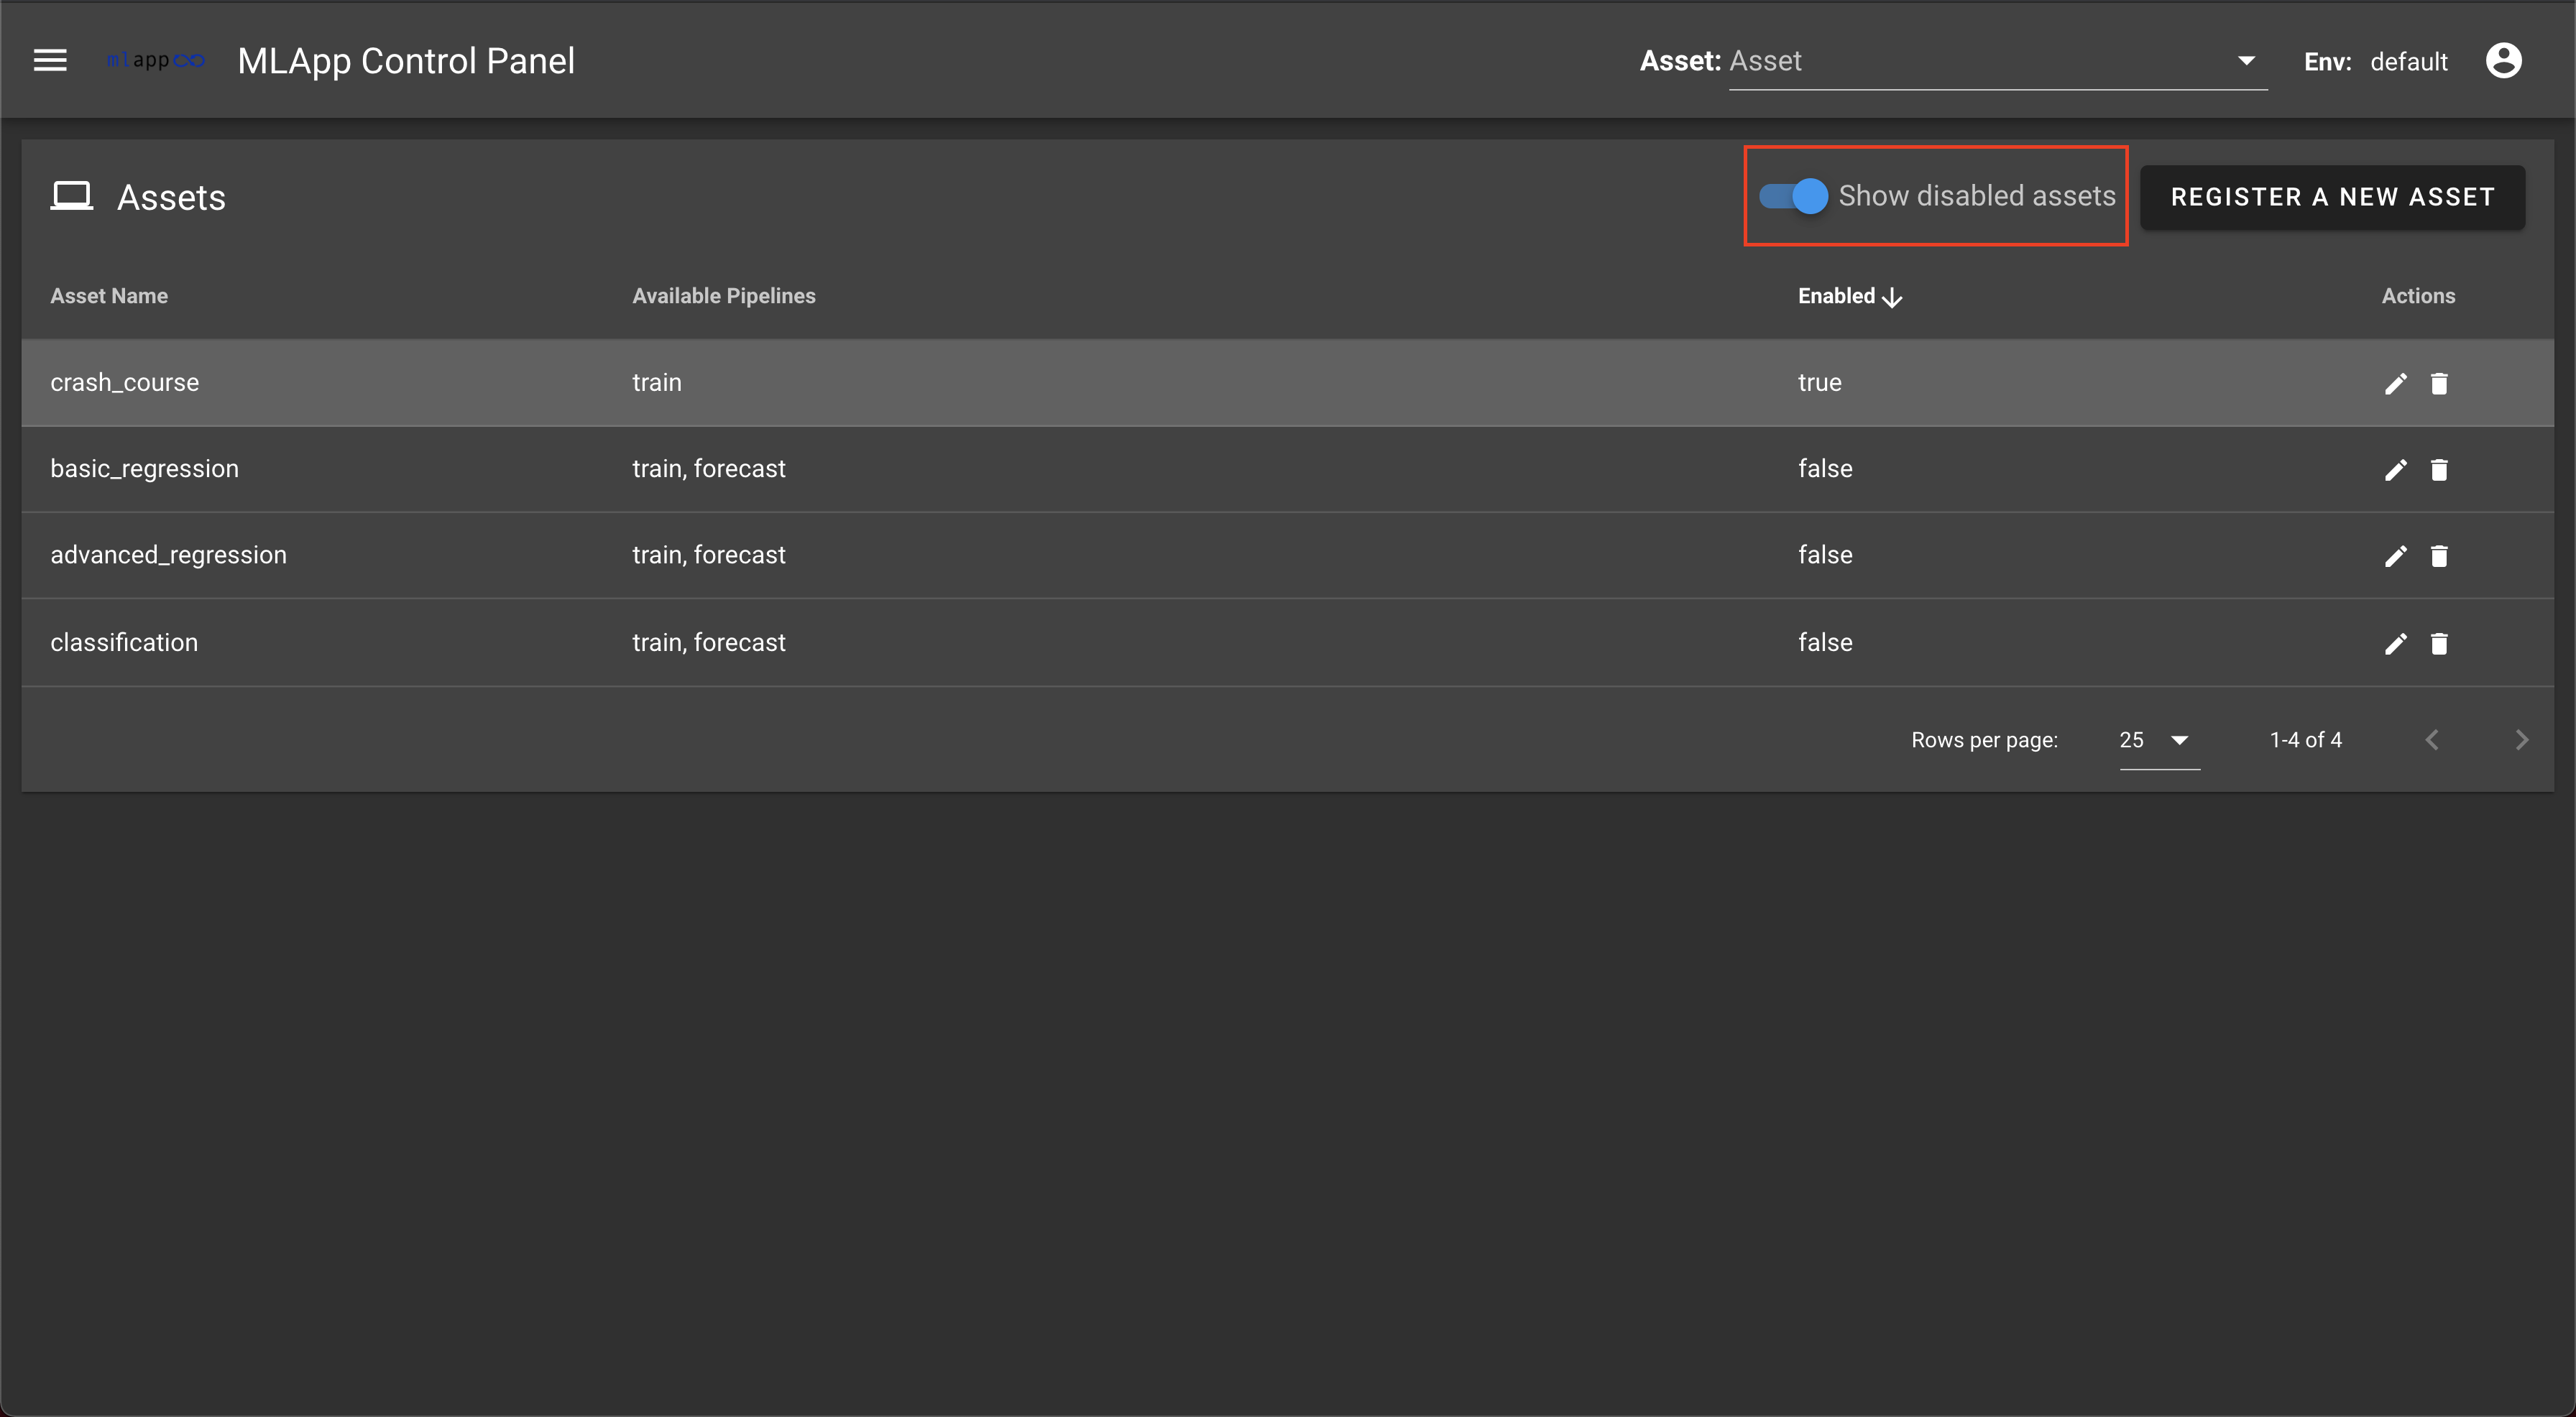 mlapp MLApp Control Panel Asset: Asset Env: default
Assets Show disabled assets REGISTER A NEW ASSET
Asset Name Available Pipelines Enabled Actions
crash_course train true
basic_regression train, forecast false
advanced_regression train, forecast false
classification train, forecast false
Rows per page: 25 1-4 of 4